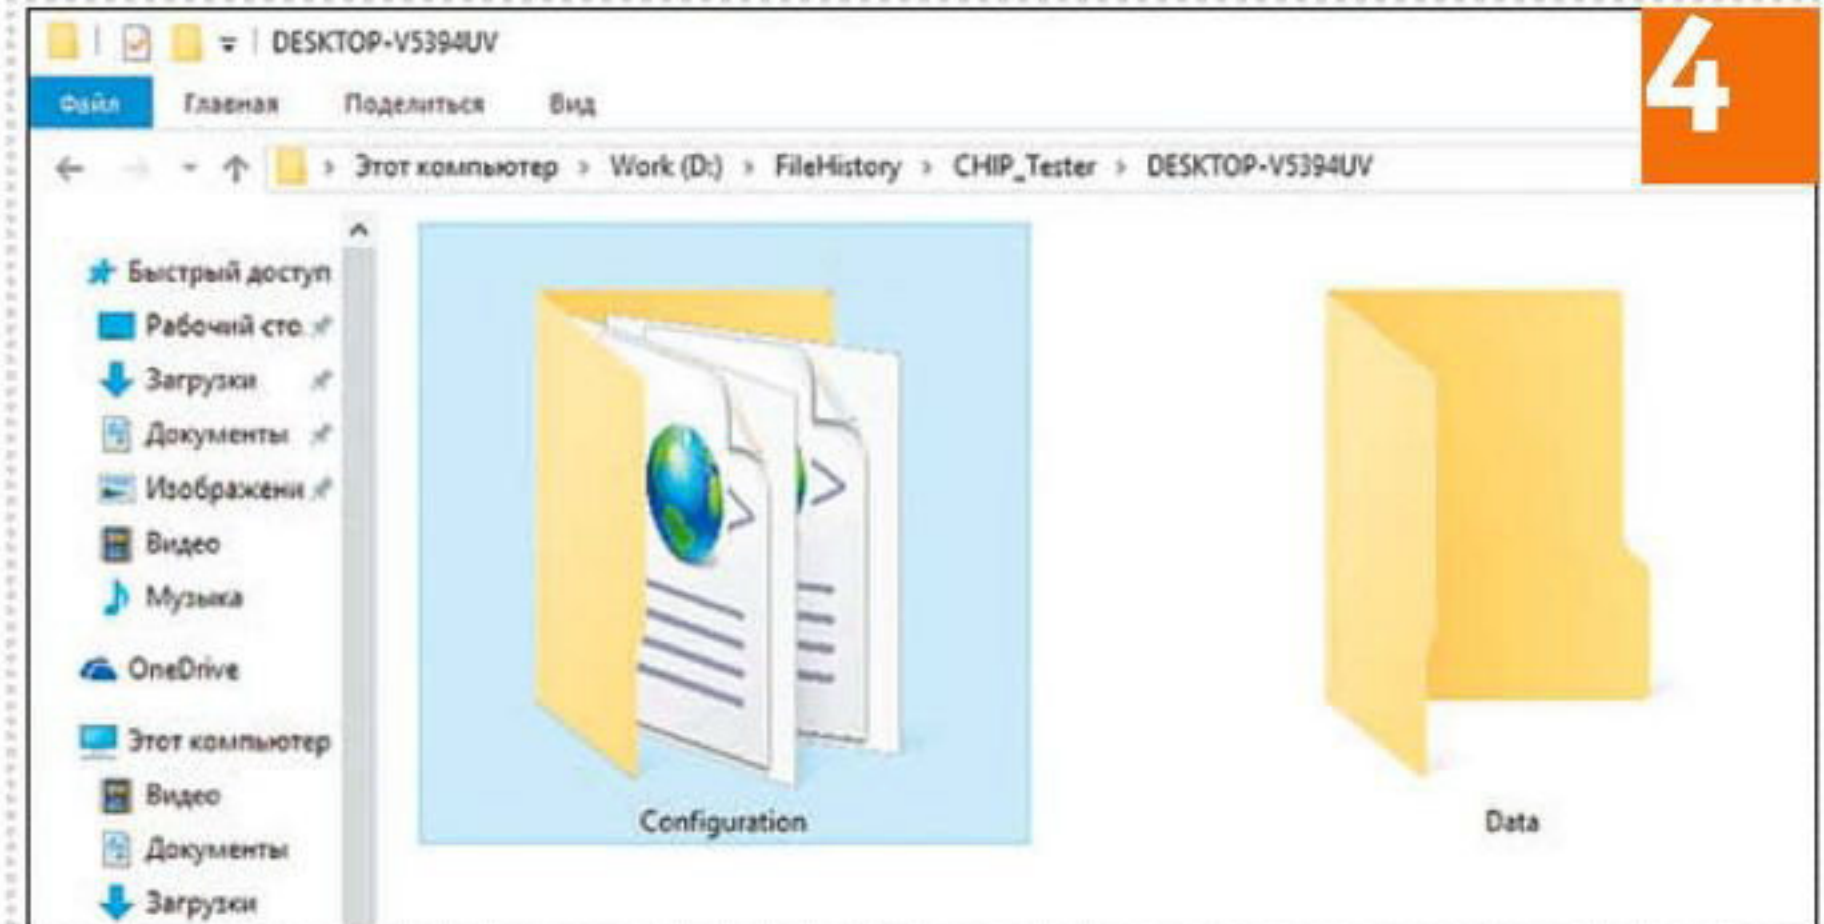 DESKTOP-V5394UV
4
Файл Главная Поделиться Вид
Этот компьютер > Work (D:) > FileHistory > CHIP_Tester > DESKTOP-V5394UV
Быстрый доступ
Рабочий сто
Загрузки
Документы
Изображени
Видео
Музыка
OneDrive
Этот компьютер
Видео
Документы
Загрузки
Configuration
Data